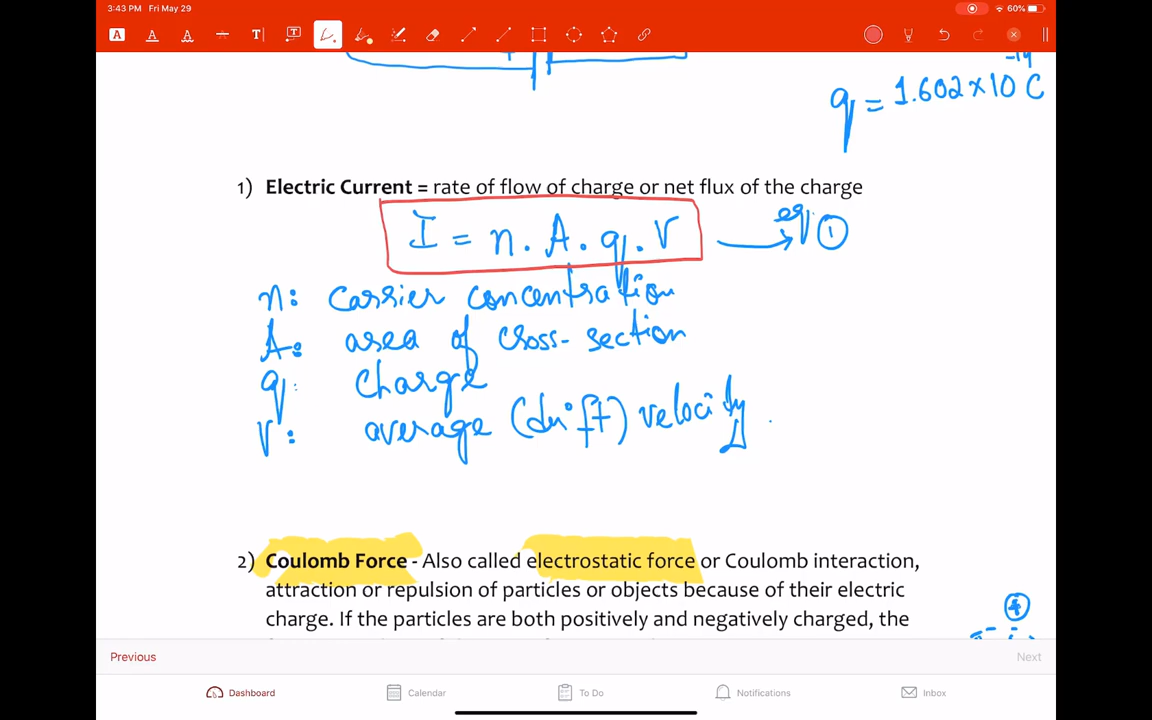 3:43 PM Fri May 29
60%
q = 1.602 × 10⁻¹⁹ C
1) Electric Current = rate of flow of charge or net flux of the charge
I = n. A. q. V → eq. ①
n: carrier concentration
A: area of cross-section
q: charge
V: average (drift) velocity.
2) Coulomb Force - Also called electrostatic force or Coulomb interaction,
attraction or repulsion of particles or objects because of their electric
charge. If the particles are both positively and negatively charged, the
Previous
Next
Dashboard
Calendar
To Do
Notifications
Inbox